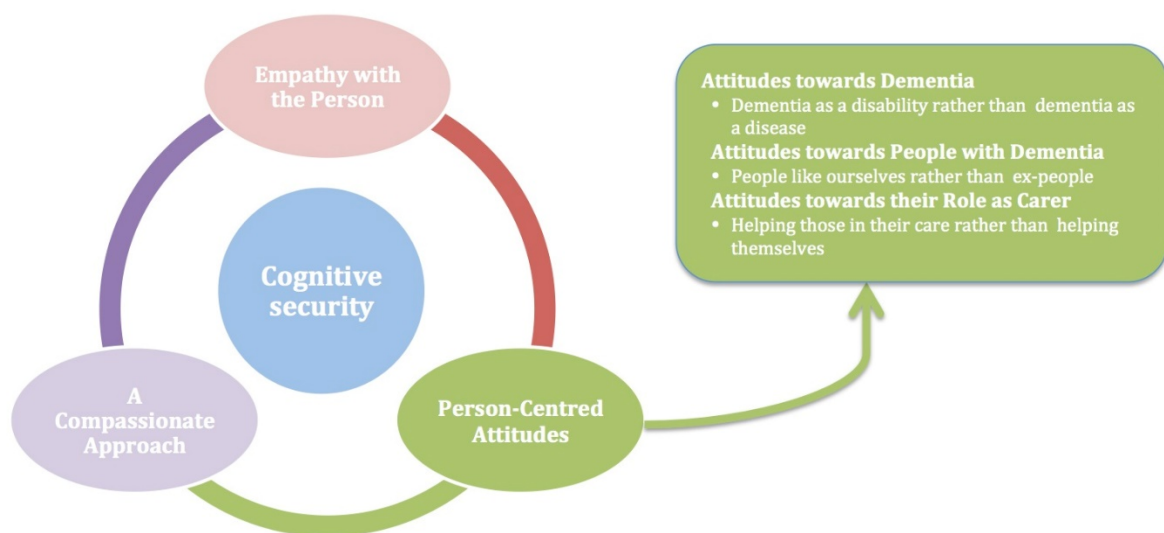 Empathy with
the Person
Cognitive
security
A
Compassionate
Approach
Person-Centred
Attitudes
Attitudes towards Dementia
• Dementia as a disability rather than dementia as
a disease
Attitudes towards People with Dementia
• People like ourselves rather than ex-people
Attitudes towards their Role as Carer
• Helping those in their care rather than helping
themselves